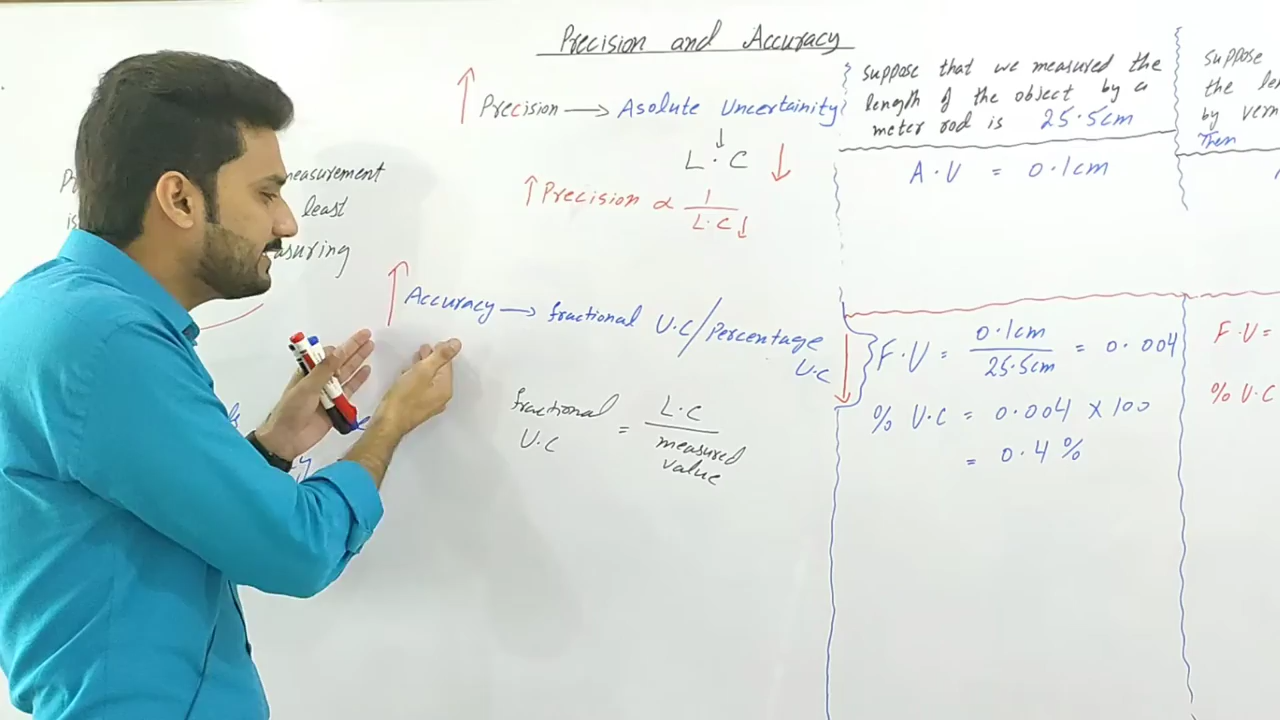 Precision and Accuracy
↑ Precision → Asolute Uncertainity
↓
L.C ↓
↑ Precision ∝ 1 / L.C ↓
measurement
least
asuring
↑ Accuracy → fractional U.C/Percentage
U.C ↓
fractional U.C = L.C / measured value
suppose that we measured the
length of the object by a
meter rod is 25.5cm
A.U = 0.1cm
F.U = 0.1cm / 25.5cm = 0.004
% U.C = 0.004 × 100
= 0.4 %
suppose
the
by
Then
F.U =
% U.C